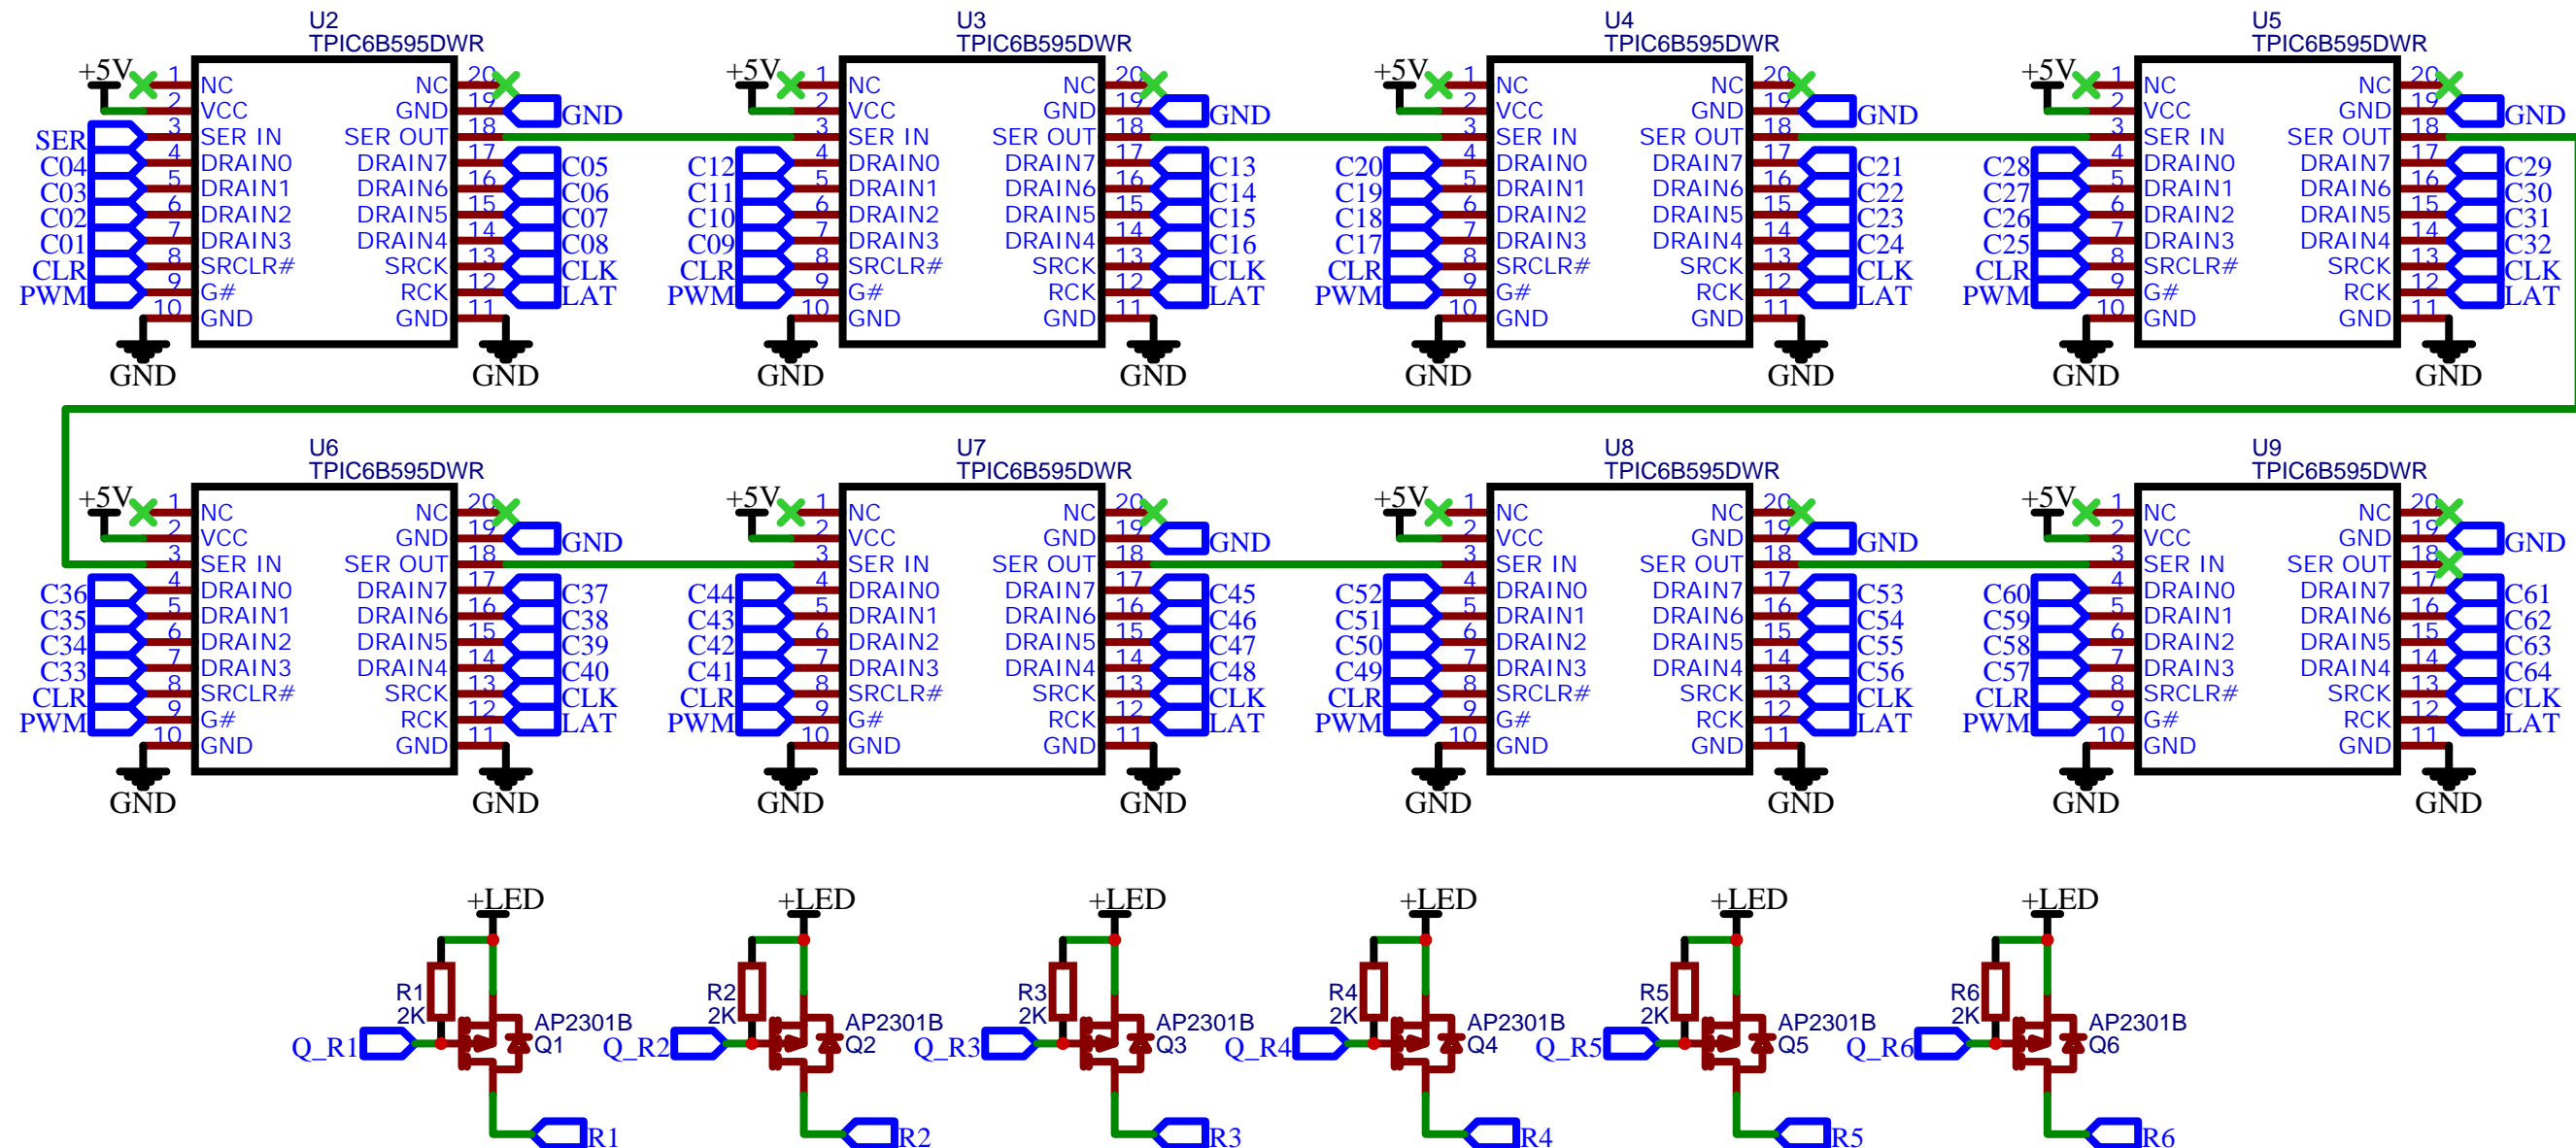 U2
TPIC6B595DWR
+5V 1 NC NC 20
2 VCC GND 19 GND
SER 3 SER IN SER OUT 18
C04 4 DRAIN0 DRAIN7 17 C05
C03 5 DRAIN1 DRAIN6 16 C06
C02 6 DRAIN2 DRAIN5 15 C07
C01 7 DRAIN3 DRAIN4 14 C08
CLR 8 SRCLR# SRCK 13 CLK
PWM 9 G# RCK 12 LAT
10 GND GND 11
GND GND
U3
TPIC6B595DWR
+5V 1 NC NC 20
2 VCC GND 19 GND
3 SER IN SER OUT 18
C12 4 DRAIN0 DRAIN7 17 C13
C11 5 DRAIN1 DRAIN6 16 C14
C10 6 DRAIN2 DRAIN5 15 C15
C09 7 DRAIN3 DRAIN4 14 C16
CLR 8 SRCLR# SRCK 13 CLK
PWM 9 G# RCK 12 LAT
10 GND GND 11
GND GND
U4
TPIC6B595DWR
+5V 1 NC NC 20
2 VCC GND 19 GND
3 SER IN SER OUT 18
C20 4 DRAIN0 DRAIN7 17 C21
C19 5 DRAIN1 DRAIN6 16 C22
C18 6 DRAIN2 DRAIN5 15 C23
C17 7 DRAIN3 DRAIN4 14 C24
CLR 8 SRCLR# SRCK 13 CLK
PWM 9 G# RCK 12 LAT
10 GND GND 11
GND GND
U5
TPIC6B595DWR
+5V 1 NC NC 20
2 VCC GND 19 GND
3 SER IN SER OUT 18
C28 4 DRAIN0 DRAIN7 17 C29
C27 5 DRAIN1 DRAIN6 16 C30
C26 6 DRAIN2 DRAIN5 15 C31
C25 7 DRAIN3 DRAIN4 14 C32
CLR 8 SRCLR# SRCK 13 CLK
PWM 9 G# RCK 12 LAT
10 GND GND 11
GND GND
U6
TPIC6B595DWR
+5V 1 NC NC 20
2 VCC GND 19 GND
3 SER IN SER OUT 18
C36 4 DRAIN0 DRAIN7 17 C37
C35 5 DRAIN1 DRAIN6 16 C38
C34 6 DRAIN2 DRAIN5 15 C39
C33 7 DRAIN3 DRAIN4 14 C40
CLR 8 SRCLR# SRCK 13 CLK
PWM 9 G# RCK 12 LAT
10 GND GND 11
GND GND
U7
TPIC6B595DWR
+5V 1 NC NC 20
2 VCC GND 19 GND
3 SER IN SER OUT 18
C44 4 DRAIN0 DRAIN7 17 C45
C43 5 DRAIN1 DRAIN6 16 C46
C42 6 DRAIN2 DRAIN5 15 C47
C41 7 DRAIN3 DRAIN4 14 C48
CLR 8 SRCLR# SRCK 13 CLK
PWM 9 G# RCK 12 LAT
10 GND GND 11
GND GND
U8
TPIC6B595DWR
+5V 1 NC NC 20
2 VCC GND 19 GND
3 SER IN SER OUT 18
C52 4 DRAIN0 DRAIN7 17 C53
C51 5 DRAIN1 DRAIN6 16 C54
C50 6 DRAIN2 DRAIN5 15 C55
C49 7 DRAIN3 DRAIN4 14 C56
CLR 8 SRCLR# SRCK 13 CLK
PWM 9 G# RCK 12 LAT
10 GND GND 11
GND GND
U9
TPIC6B595DWR
+5V 1 NC NC 20
2 VCC GND 19 GND
3 SER IN SER OUT 18
C60 4 DRAIN0 DRAIN7 17 C61
C59 5 DRAIN1 DRAIN6 16 C62
C58 6 DRAIN2 DRAIN5 15 C63
C57 7 DRAIN3 DRAIN4 14 C64
CLR 8 SRCLR# SRCK 13 CLK
PWM 9 G# RCK 12 LAT
10 GND GND 11
GND GND
+LED
R1
2K AP2301B
Q_R1 Q1
R1
+LED
R2
2K AP2301B
Q_R2 Q2
R2
+LED
R3
2K AP2301B
Q_R3 Q3
R3
+LED
R4
2K AP2301B
Q_R4 Q4
R4
+LED
R5
2K AP2301B
Q_R5 Q5
R5
+LED
R6
2K AP2301B
Q_R6 Q6
R6